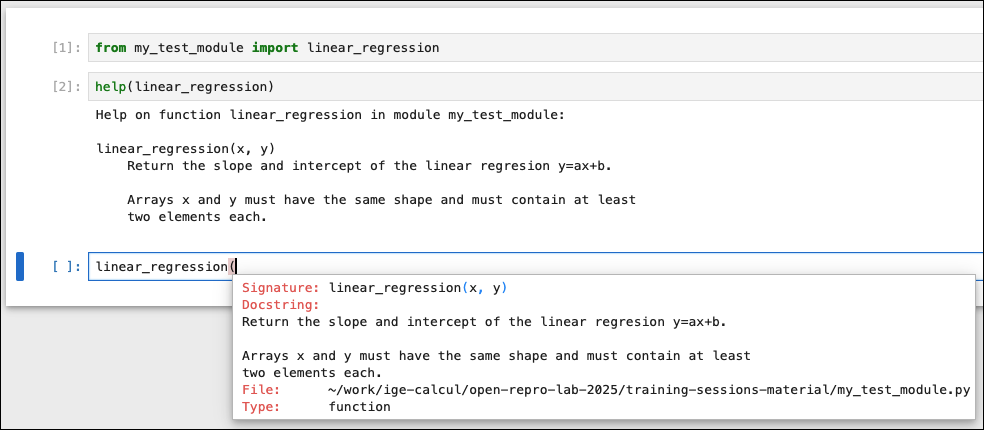 [1]: from my_test_module import linear_regression
[2]: help(linear_regression)
Help on function linear_regression in module my_test_module:
linear_regression(x, y)
Return the slope and intercept of the linear regresion y=ax+b.
Arrays x and y must have the same shape and must contain at least
two elements each.
[ ]: linear_regression(
Signature: linear_regression(x, y)
Docstring:
Return the slope and intercept of the linear regresion y=ax+b.
Arrays x and y must have the same shape and must contain at least
two elements each.
File: ~/work/ige-calcul/open-repro-lab-2025/training-sessions-material/my_test_module.py
Type: function